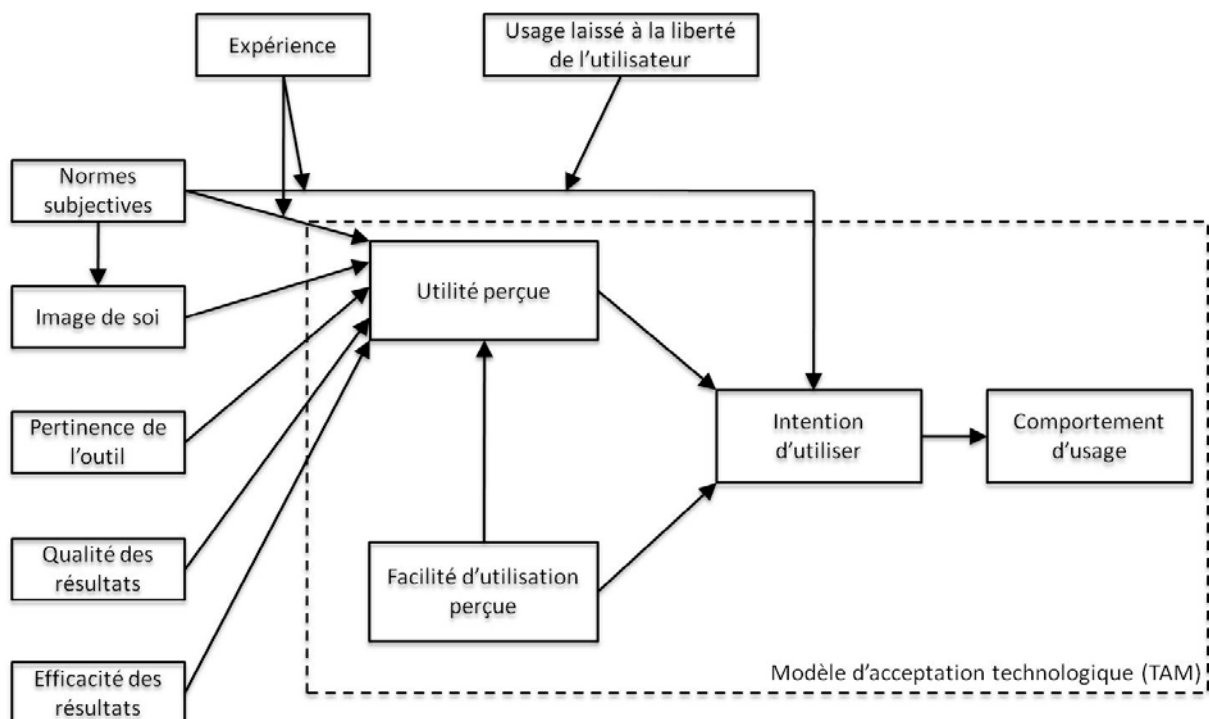 Expérience
Usage laissé à la liberté
de l’utilisateur
Normes
subjectives
Image de soi
Pertinence de
l’outil
Qualité des
résultats
Efficacité des
résultats
Utilité perçue
Facilité d’utilisation
perçue
Intention
d’utiliser
Comportement
d’usage
Modèle d’acceptation technologique (TAM)